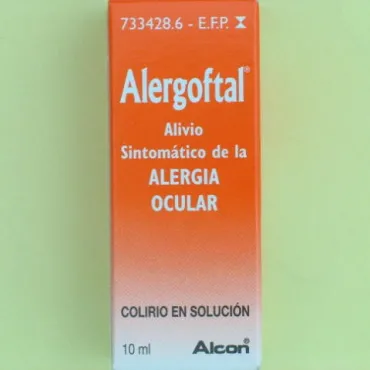 733428.6 - E.F.P.
Alergoftal®
Alivio
Sintomático de la
ALERGIA
OCULAR
COLIRIO EN SOLUCIÓN
10 ml Alcon®